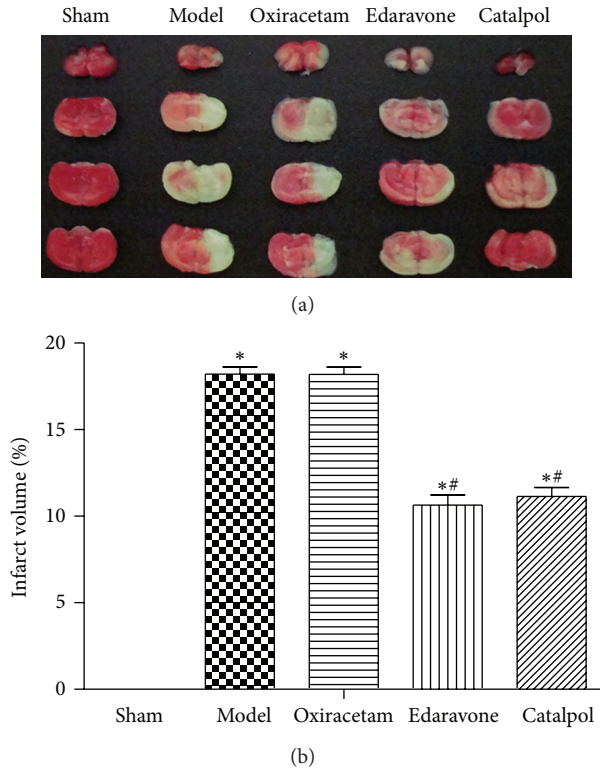 Sham Model Oxiracetam Edaravone Catalpol
(a)
20
15
10
5
0
Infarct volume (%)
* * *# *#
Sham Model Oxiracetam Edaravone Catalpol
(b)